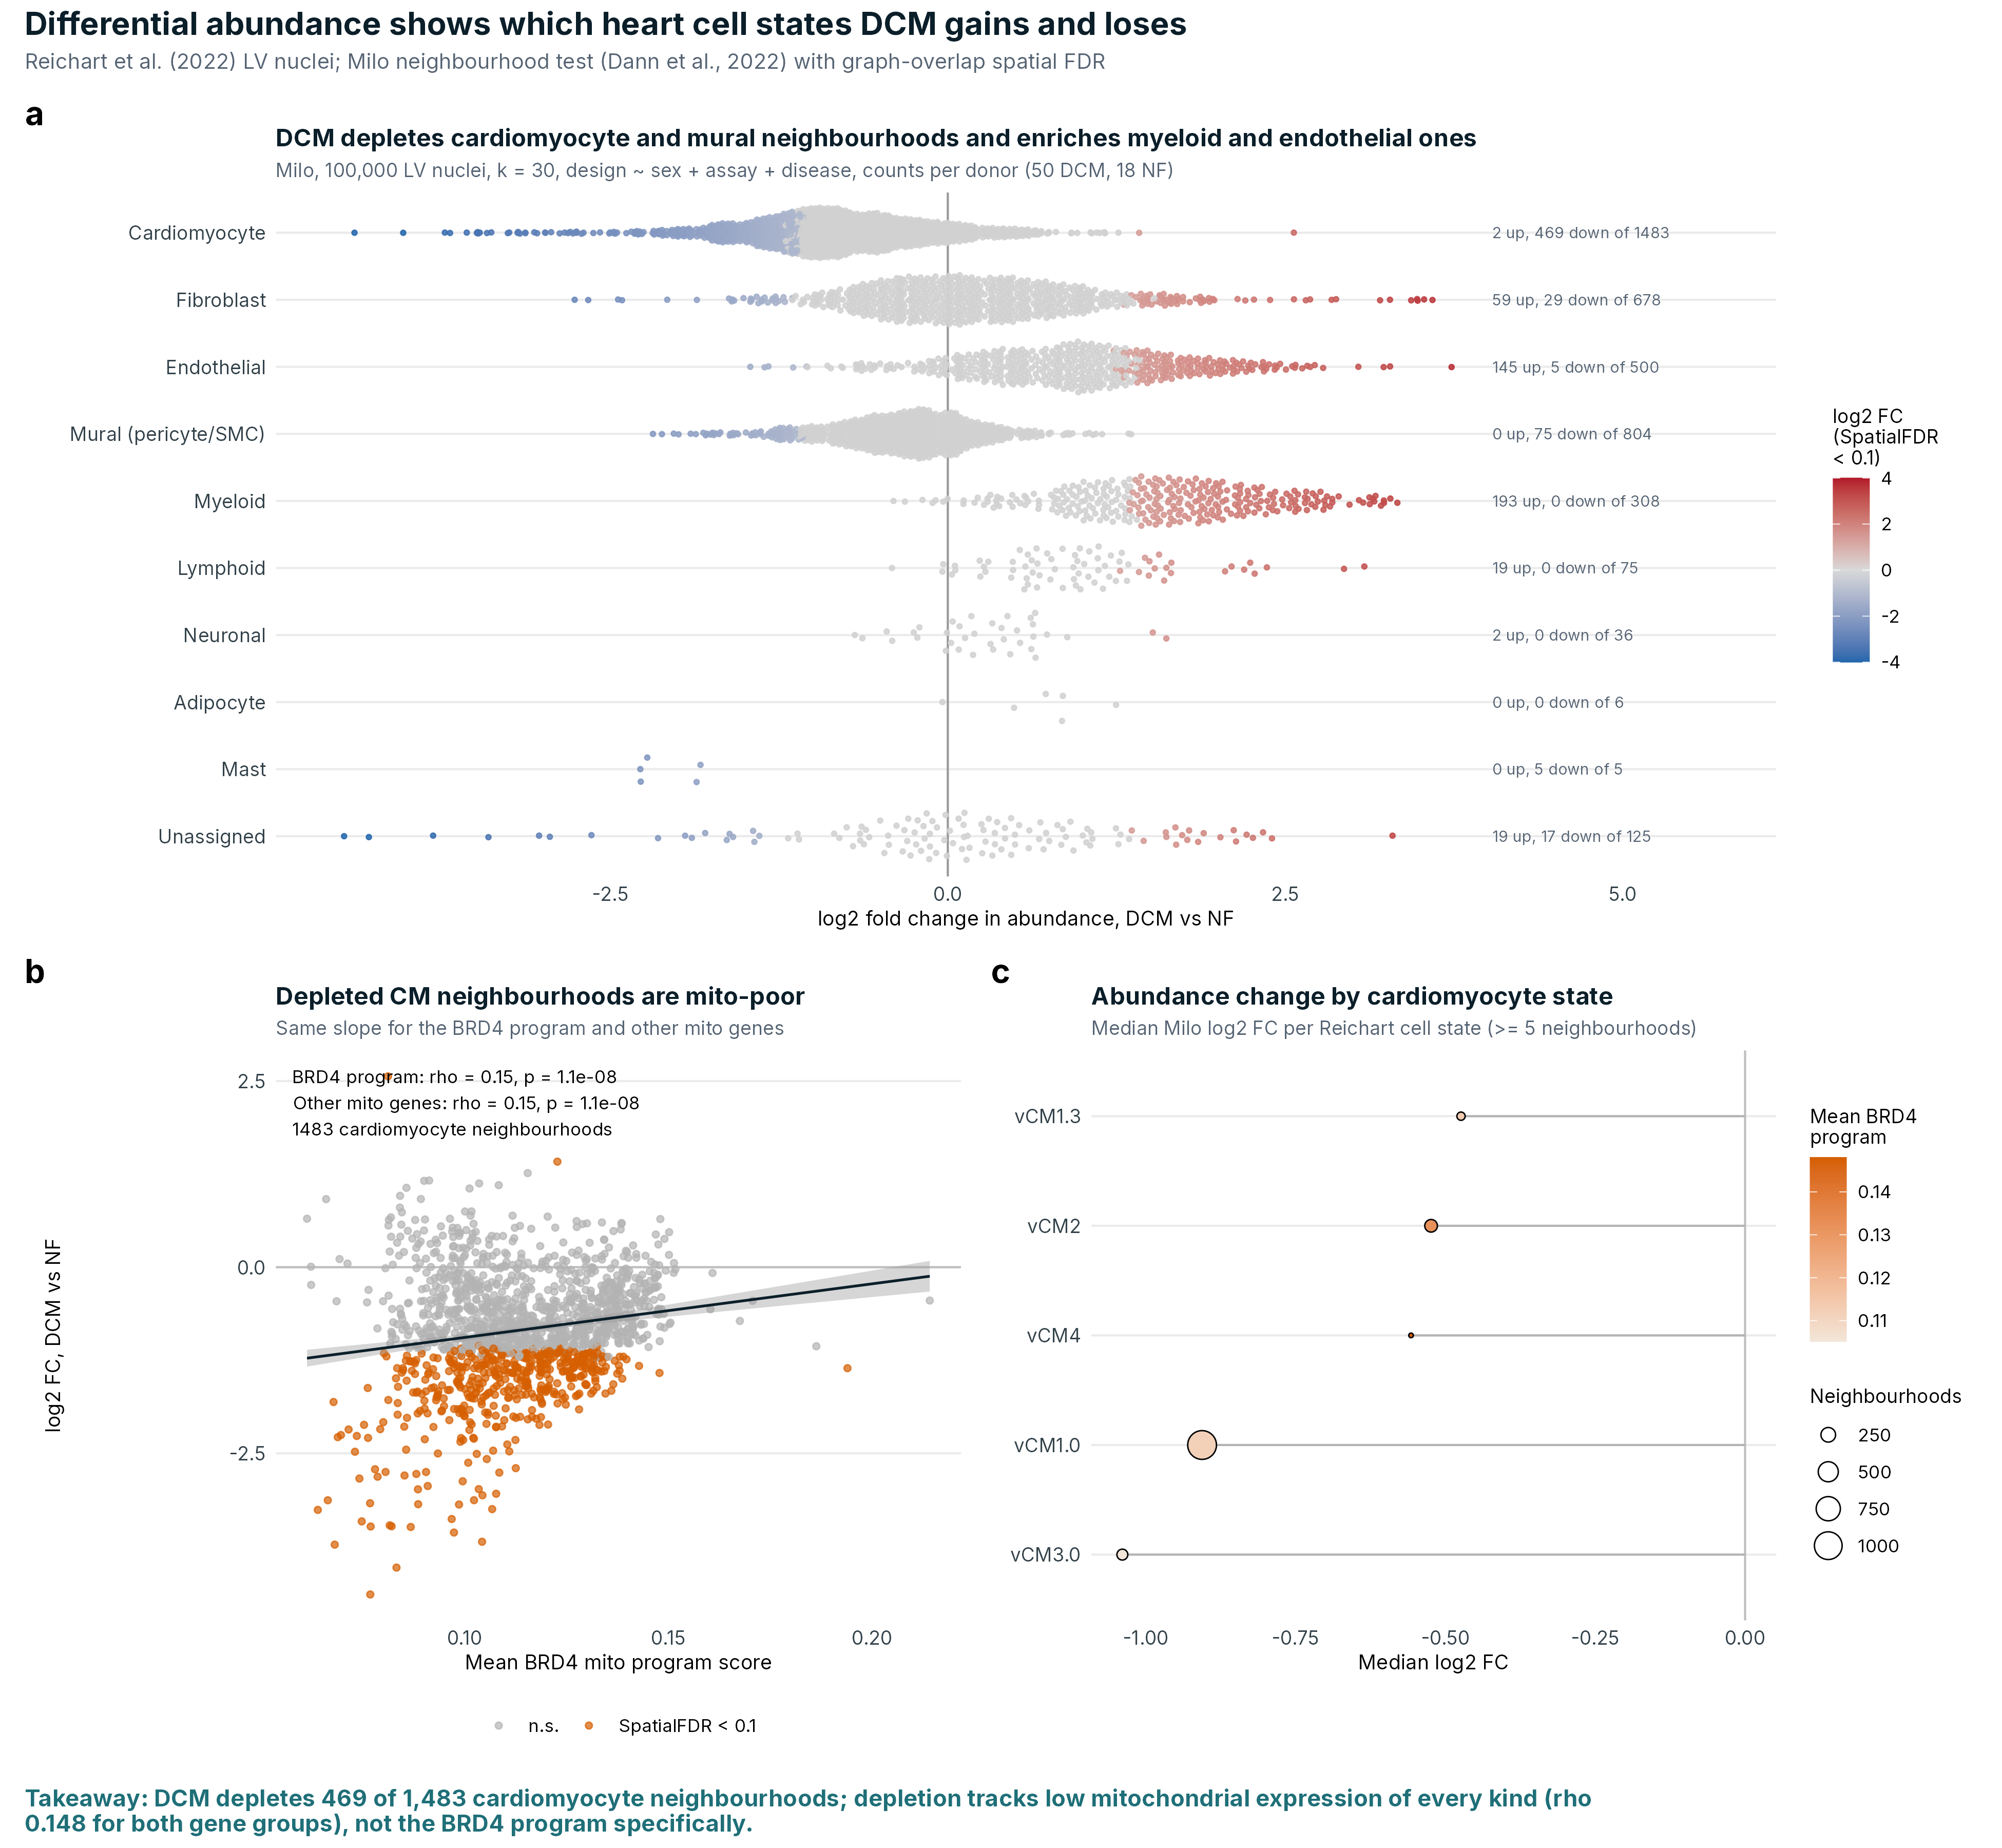 Differential abundance shows which heart cell states DCM gains and loses
Reichart et al. (2022) LV nuclei; Milo neighbourhood test (Dann et al., 2022) with graph-overlap spatial FDR
a
DCM depletes cardiomyocyte and mural neighbourhoods and enriches myeloid and endothelial ones
Milo, 100,000 LV nuclei, k = 30, design ~ sex + assay + disease, counts per donor (50 DCM, 18 NF)
Cardiomyocyte
2 up, 469 down of 1483
Fibroblast
59 up, 29 down of 678
Endothelial
145 up, 5 down of 500
Mural (pericyte/SMC)
0 up, 75 down of 804
Myeloid
193 up, 0 down of 308
Lymphoid
19 up, 0 down of 75
Neuronal
2 up, 0 down of 36
Adipocyte
0 up, 0 down of 6
Mast
0 up, 5 down of 5
Unassigned
19 up, 17 down of 125
-2.5 0.0 2.5 5.0
log2 fold change in abundance, DCM vs NF
log2 FC
(SpatialFDR
< 0.1)
4
2
0
-2
-4
b
Depleted CM neighbourhoods are mito-poor
Same slope for the BRD4 program and other mito genes
BRD4 program: rho = 0.15, p = 1.1e-08
Other mito genes: rho = 0.15, p = 1.1e-08
1483 cardiomyocyte neighbourhoods
2.5
0.0
-2.5
log2 FC, DCM vs NF
0.10 0.15 0.20
Mean BRD4 mito program score
n.s. SpatialFDR < 0.1
c
Abundance change by cardiomyocyte state
Median Milo log2 FC per Reichart cell state (>= 5 neighbourhoods)
vCM1.3
vCM2
vCM4
vCM1.0
vCM3.0
-1.00 -0.75 -0.50 -0.25 0.00
Median log2 FC
Mean BRD4
program
0.14
0.13
0.12
0.11
Neighbourhoods
250
500
750
1000
Takeaway: DCM depletes 469 of 1,483 cardiomyocyte neighbourhoods; depletion tracks low mitochondrial expression of every kind (rho
0.148 for both gene groups), not the BRD4 program specifically.